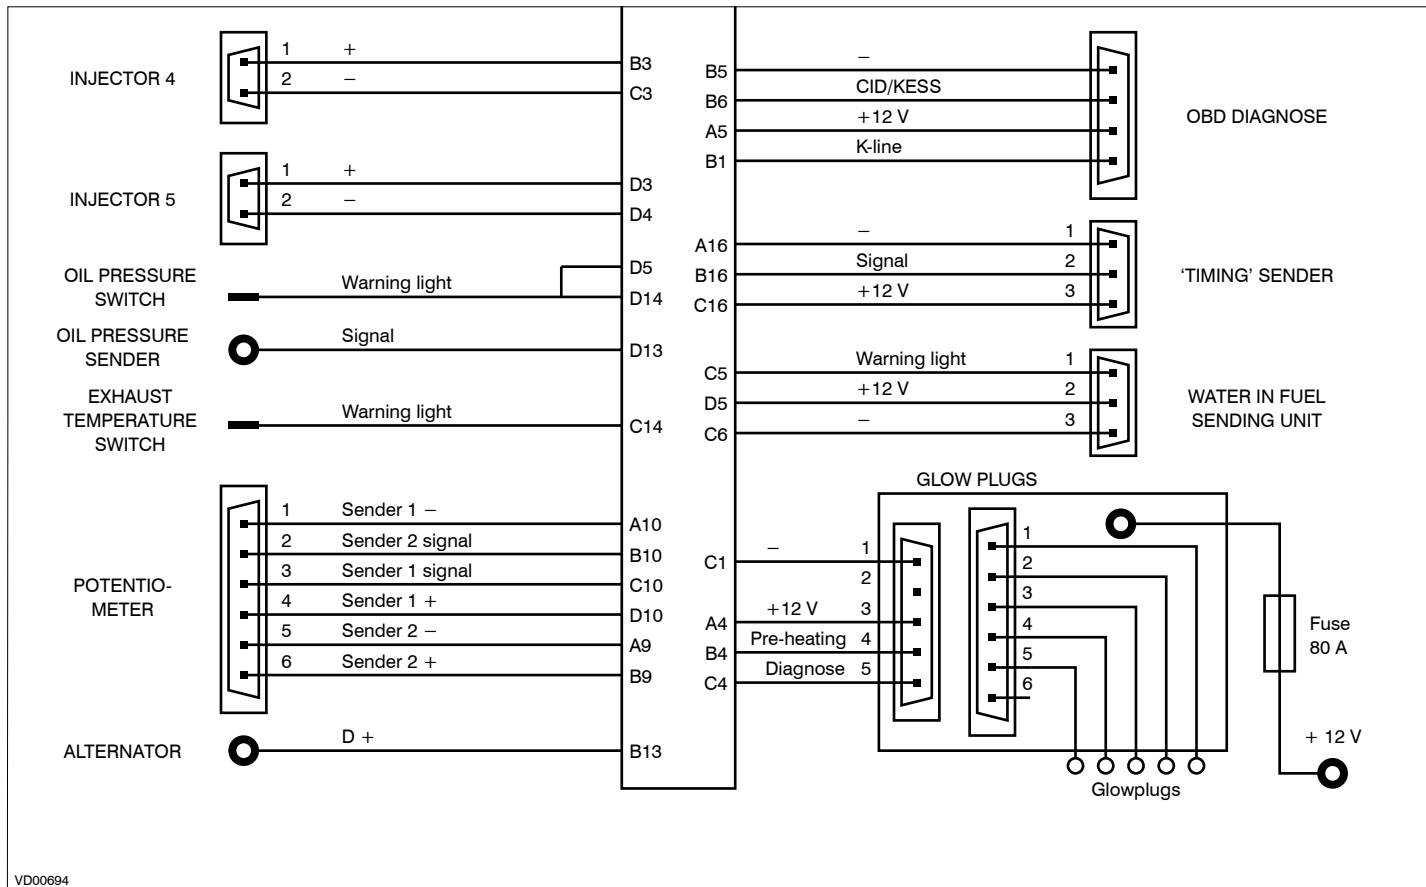 INJECTOR 4
1 +
2 −
B3
C3
INJECTOR 5
1 +
2 −
D3
D4
OIL PRESSURE
SWITCH
Warning light
D5
D14
OIL PRESSURE
SENDER
Signal
D13
EXHAUST
TEMPERATURE
SWITCH
Warning light
C14
POTENTIO-
METER
1 Sender 1 −
2 Sender 2 signal
3 Sender 1 signal
4 Sender 1 +
5 Sender 2 −
6 Sender 2 +
A10
B10
C10
D10
A9
B9
ALTERNATOR
D +
B13
B5 −
B6 CID/KESS
A5 +12 V
B1 K-line
OBD DIAGNOSE
A16 − 1
B16 Signal 2
C16 +12 V 3
'TIMING' SENDER
C5 Warning light 1
D5 +12 V 2
C6 − 3
WATER IN FUEL
SENDING UNIT
GLOW PLUGS
C1 − 1
2
A4 +12 V 3
B4 Pre-heating 4
C4 Diagnose 5
1
2
3
4
5
6
Glowplugs
Fuse
80 A
+ 12 V
VD00694